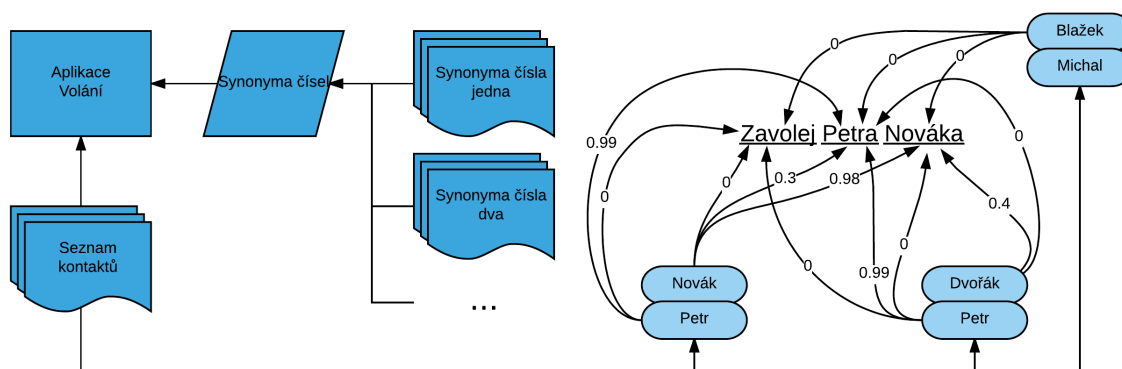 Aplikace
Volání
Synonyma čísel
Synonyma čísla
jedna
Synonyma čísla
dva
...
Seznam
kontaktů
Blažek
Michal
0
0
0
0.99
Zavolej Petra Nováka
0
0
0
0.3
0.98
0.4
0
0.99
0
Novák
Petr
Dvořák
Petr